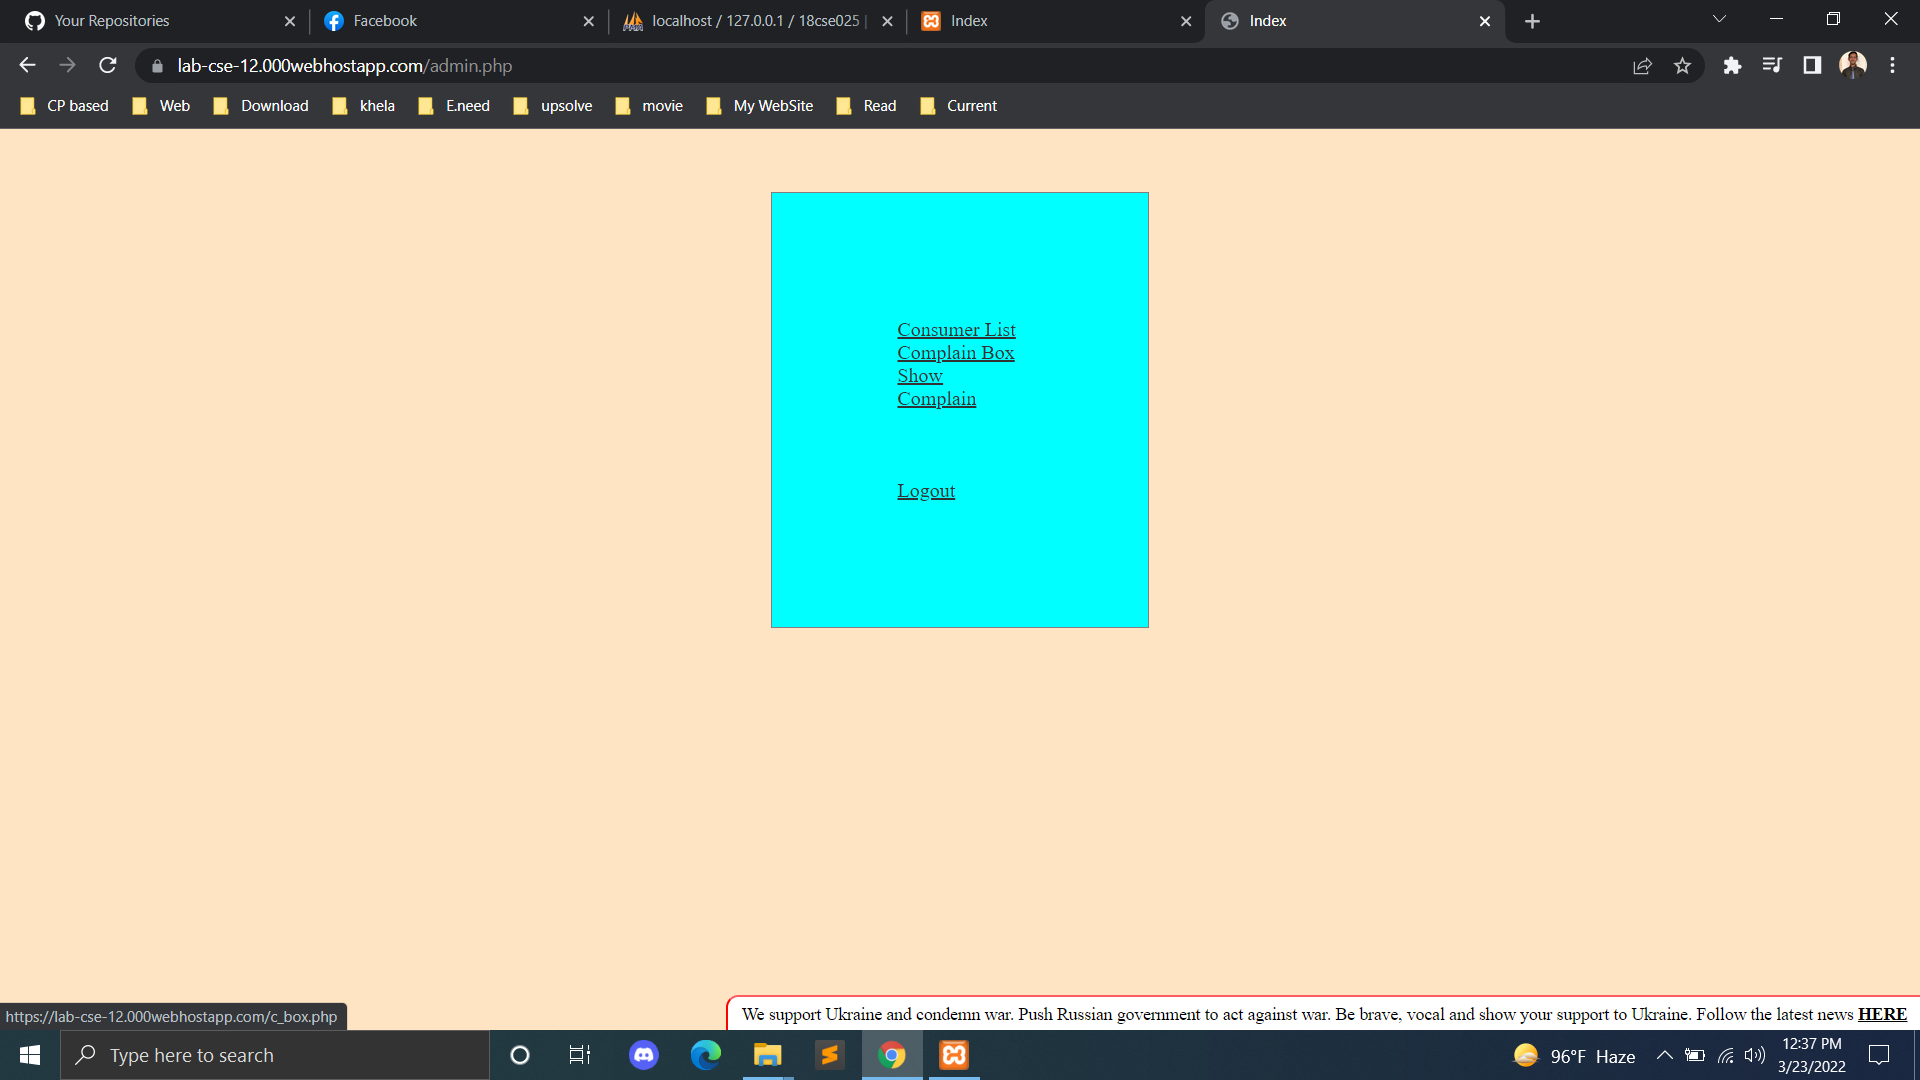 Your Repositories
Facebook
localhost / 127.0.0.1 / 18cse025 |
Index
Index
lab-cse-12.000webhostapp.com/admin.php
CP based
Web
Download
khela
E.need
upsolve
movie
My WebSite
Read
Current
Consumer List
Complain Box
Show
Complain
Logout
https://lab-cse-12.000webhostapp.com/c_box.php
We support Ukraine and condemn war. Push Russian government to act against war. Be brave, vocal and show your support to Ukraine. Follow the latest news HERE
Type here to search
96°F Haze
12:37 PM
3/23/2022